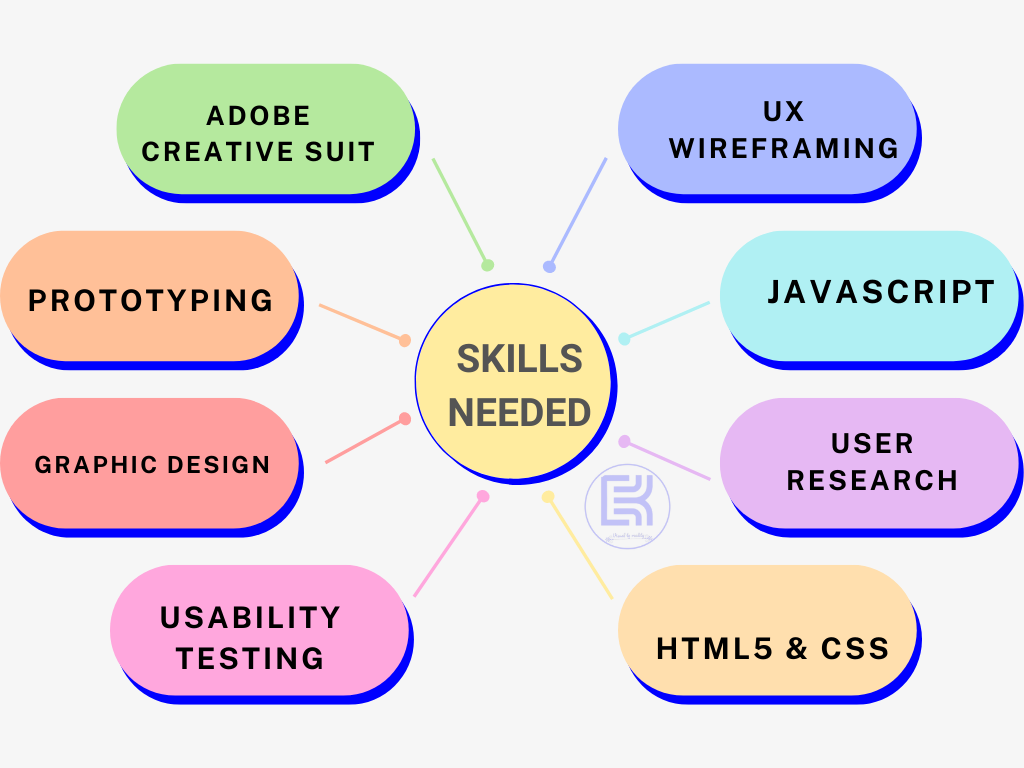 ADOBE
CREATIVE SUIT
UX
WIREFRAMING
PROTOTYPING
JAVASCRIPT
SKILLS
NEEDED
GRAPHIC DESIGN
USER
RESEARCH
USABILITY
TESTING
HTML5 & CSS